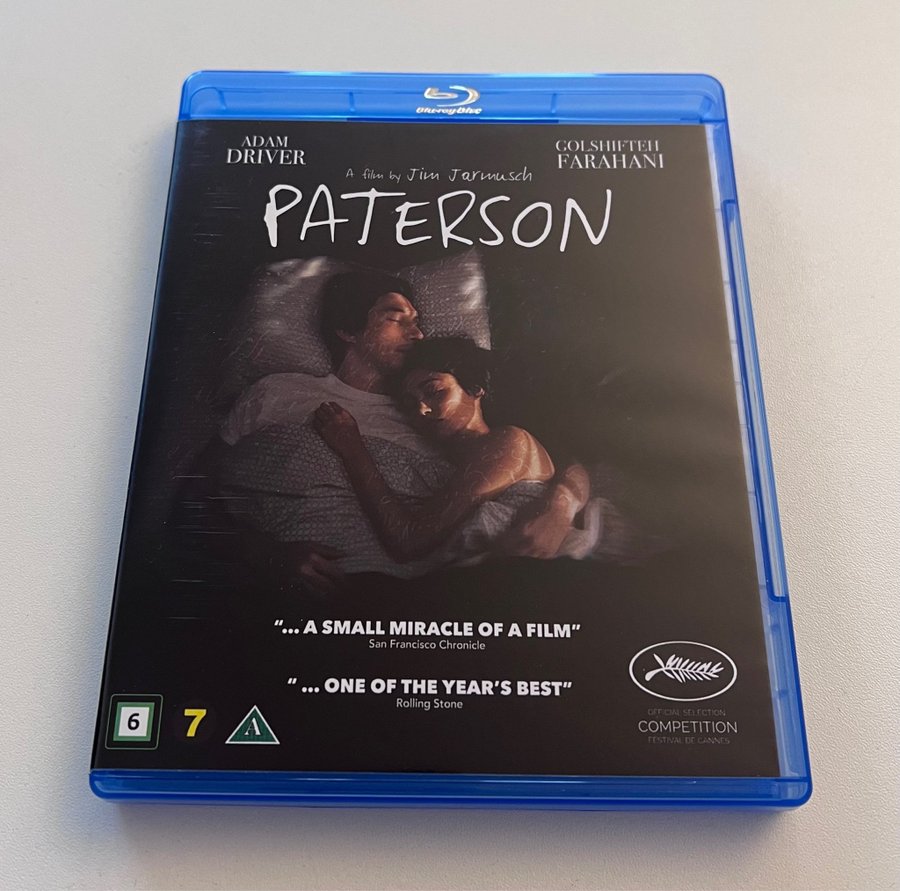 Blu-ray Disc
ADAM
DRIVER
GOLSHIFTEH
FARAHANI
A film by Jim Jarmusch
PATERSON
“... A SMALL MIRACLE OF A FILM”
San Francisco Chronicle
“ ... ONE OF THE YEAR’S BEST”
Rolling Stone
6
7
A
OFFICIAL SELECTION
COMPETITION
FESTIVAL DE CANNES